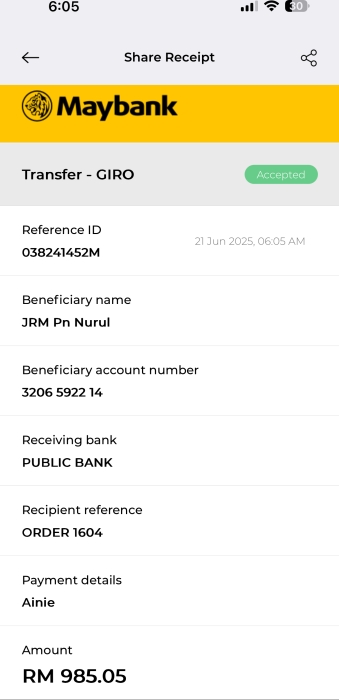 6:05
30
Share Receipt
Maybank
Transfer - GIRO
Accepted
Reference ID
21 Jun 2025, 06:05 AM
038241452M
Beneficiary name
JRM Pn Nurul
Beneficiary account number
3206 5922 14
Receiving bank
PUBLIC BANK
Recipient reference
ORDER 1604
Payment details
Ainie
Amount
RM 985.05